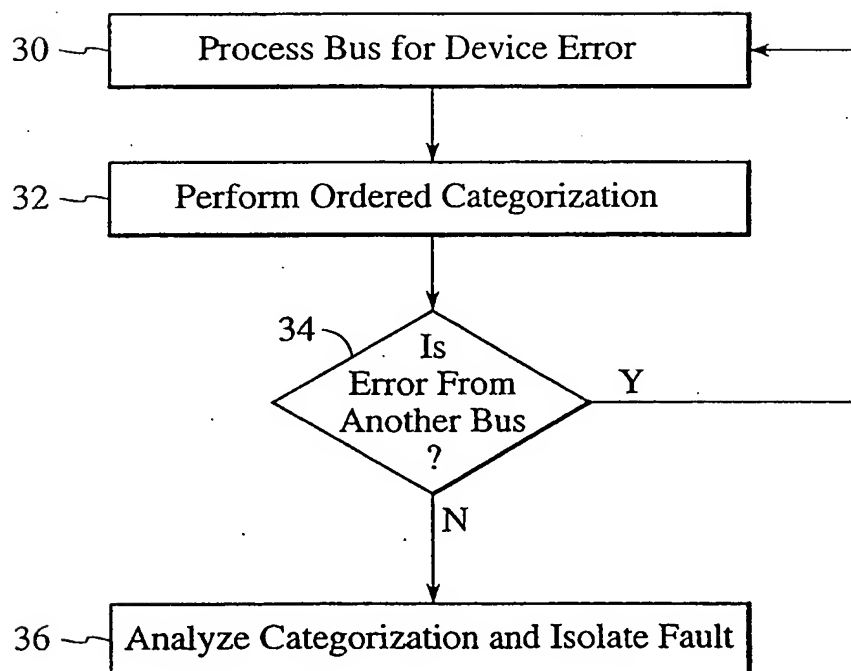 30
Process Bus for Device Error
32
Perform Ordered Categorization
34
Is
Error From
Another Bus
?
Y
N
36
Analyze Categorization and Isolate Fault